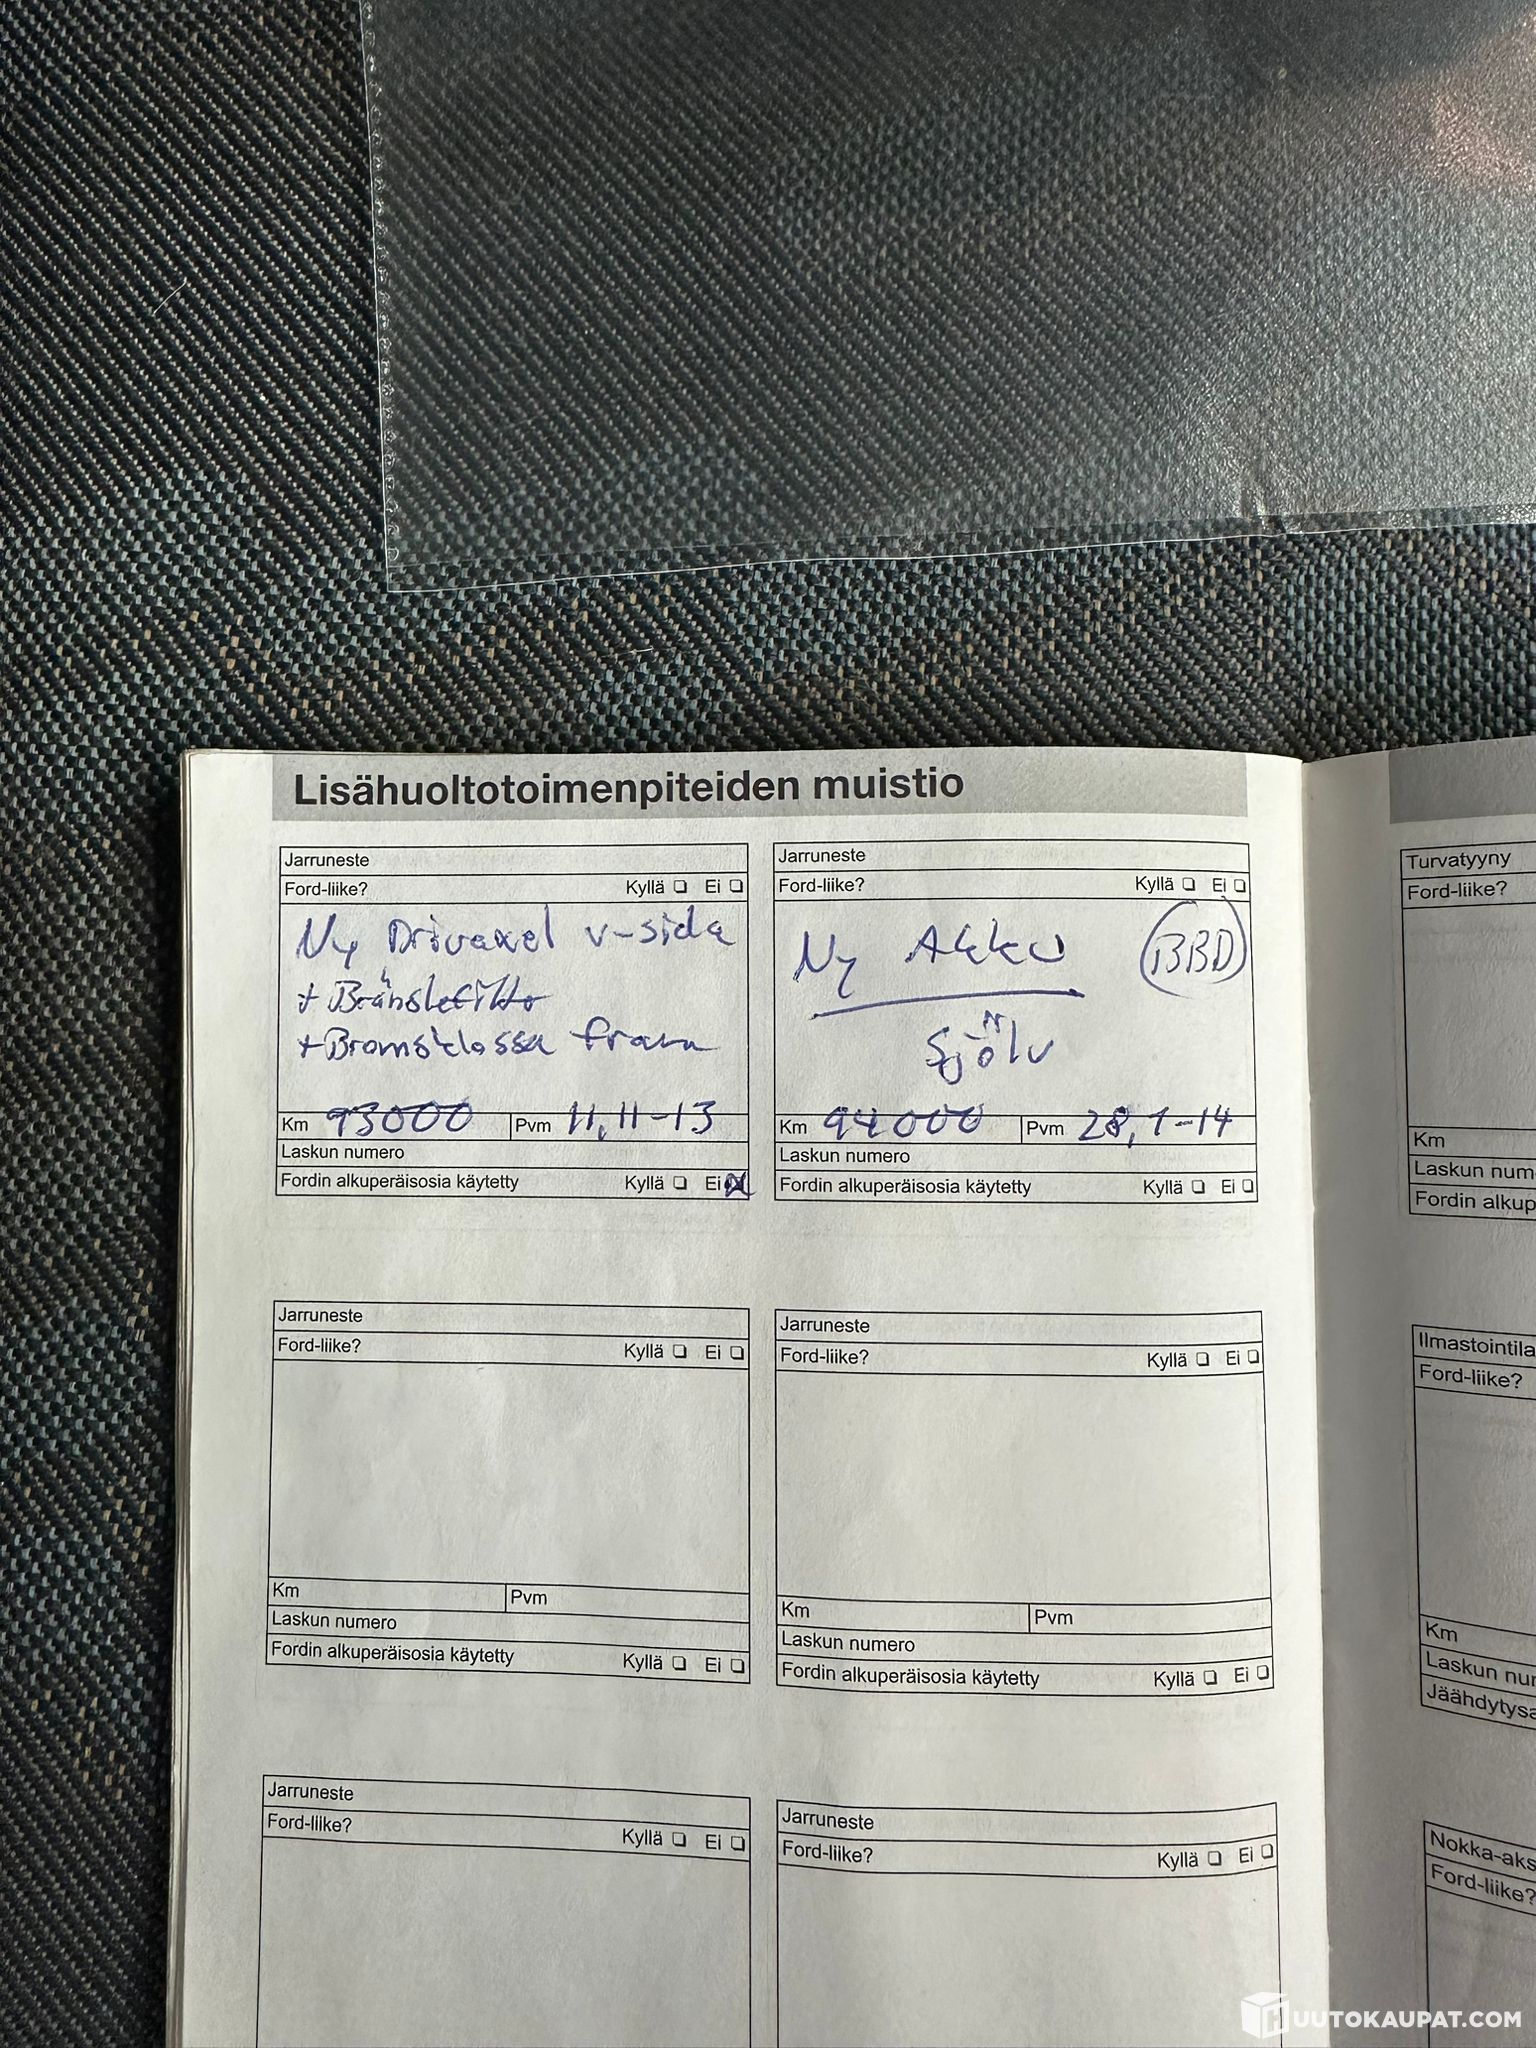 Lisähuoltotoimenpiteiden muistio
Jarruneste
Ford-liike? Kyllä ❏ Ei ❏
Ny Drivaxel v-sida
+ Bränslefilter
+ Bromsklossa fram
Km 93000 Pvm 11,11-13
Laskun numero
Fordin alkuperäisosia käytetty Kyllä ❏ Ei ☒
Jarruneste
Ford-liike? Kyllä ❏ Ei ❏
Ny Akku BBD
Själv
Km 94000 Pvm 28,1-14
Laskun numero
Fordin alkuperäisosia käytetty Kyllä ❏ Ei ❏
Jarruneste
Ford-liike? Kyllä ❏ Ei ❏
Km Pvm
Laskun numero
Fordin alkuperäisosia käytetty Kyllä ❏ Ei ❏
Jarruneste
Ford-liike? Kyllä ❏ Ei ❏
Km Pvm
Laskun numero
Fordin alkuperäisosia käytetty Kyllä ❏ Ei ❏
Jarruneste
Ford-liike? Kyllä ❏ Ei ❏
Jarruneste
Ford-liike? Kyllä ❏ Ei ❏
Turvatyyny
Ford-liike?
Km
Laskun num
Fordin alkup
Ilmastointila
Ford-liike?
Km
Laskun nur
Jäähdytysa
Nokka-aks
Ford-liike?
HUUTOKAUPAT.COM